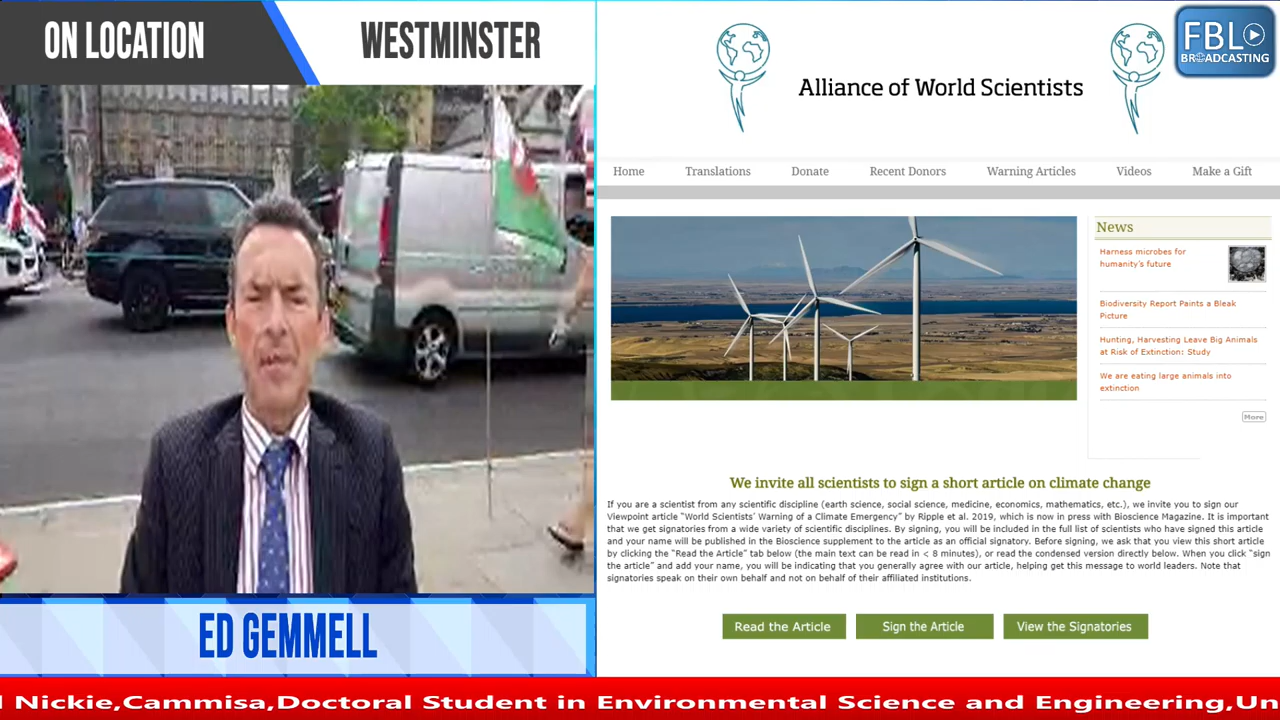 ON LOCATION
WESTMINSTER
FBL
BROADCASTING
Alliance of World Scientists
Home
Translations
Donate
Recent Donors
Warning Articles
Videos
Make a Gift
News
Harness microbes for
humanity's future
Biodiversity Report Paints a Bleak
Picture
Hunting, Harvesting Leave Big Animals
at Risk of Extinction: Study
We are eating large animals into
extinction
More
We invite all scientists to sign a short article on climate change
If you are a scientist from any scientific discipline (earth science, social science, medicine, economics, mathematics, etc.), we invite you to sign our
Viewpoint article "World Scientists' Warning of a Climate Emergency" by Ripple et al. 2019, which is now in press with Bioscience Magazine. It is important
that we get signatories from a wide variety of scientific disciplines. By signing, you will be included in the full list of scientists who have signed this article
and your name will be published in the Bioscience supplement to the article as an official signatory. Before signing, we ask that you view this short article
by clicking the "Read the Article" tab below (the main text can be read in < 8 minutes), or read the condensed version directly below. When you click "sign
the article" and add your name, you will be indicating that you generally agree with our article, helping get this message to world leaders. Note that
signatories speak on their own behalf and not on behalf of their affiliated institutions.
Read the Article
Sign the Article
View the Signatories
ED GEMMELL
l Nickie,Cammisa,Doctoral Student in Environmental Science and Engineering,Un